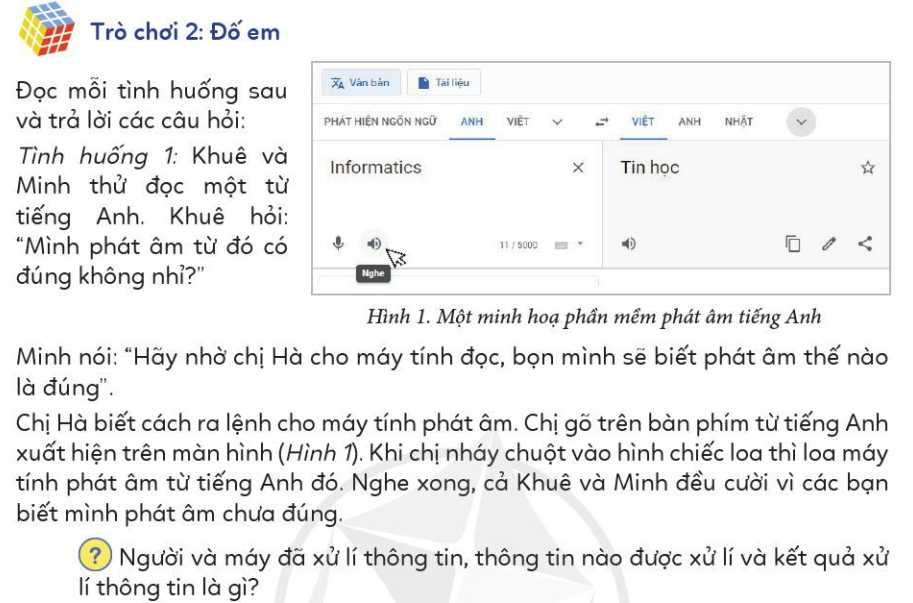 Trò chơi 2: Đố em
Đọc mỗi tình huống sau
và trả lời các câu hỏi:
Tình huống 1: Khuê và
Minh thử đọc một từ
tiếng Anh. Khuê hỏi:
“Mình phát âm từ đó có
đúng không nhỉ?”
Văn bản Tài liệu
PHÁT HIỆN NGÔN NGỮ ANH VIỆT VIỆT ANH NHẬT
Informatics Tin học
11 / 5000
Nghe
Hình 1. Một minh hoạ phần mềm phát âm tiếng Anh
Minh nói: “Hãy nhờ chị Hà cho máy tính đọc, bọn mình sẽ biết phát âm thế nào
là đúng”.
Chị Hà biết cách ra lệnh cho máy tính phát âm. Chị gõ trên bàn phím từ tiếng Anh
xuất hiện trên màn hình (Hình 1). Khi chị nháy chuột vào hình chiếc loa thì loa máy
tính phát âm từ tiếng Anh đó. Nghe xong, cả Khuê và Minh đều cười vì các bạn
biết mình phát âm chưa đúng.
? Người và máy đã xử lí thông tin, thông tin nào được xử lí và kết quả xử
lí thông tin là gì?